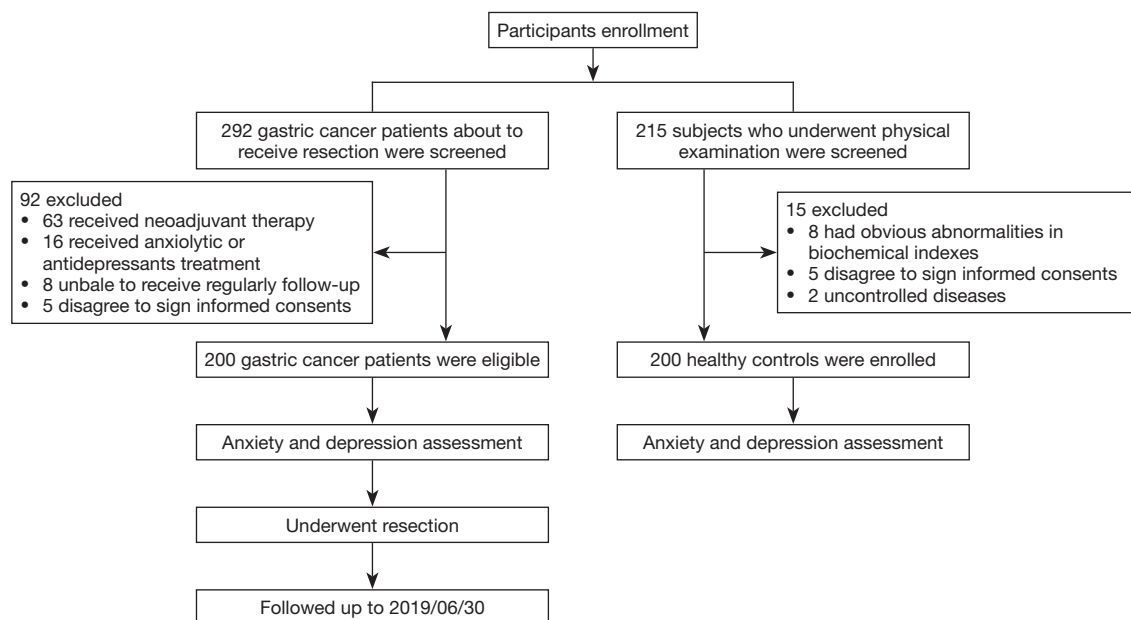 Participants enrollment
292 gastric cancer patients about to
receive resection were screened
215 subjects who underwent physical
examination were screened
92 excluded
• 63 received neoadjuvant therapy
• 16 received anxiolytic or
antidepressants treatment
• 8 unbale to receive regularly follow-up
• 5 disagree to sign informed consents
15 excluded
• 8 had obvious abnormalities in
biochemical indexes
• 5 disagree to sign informed consents
• 2 uncontrolled diseases
200 gastric cancer patients were eligible
200 healthy controls were enrolled
Anxiety and depression assessment
Anxiety and depression assessment
Underwent resection
Followed up to 2019/06/30